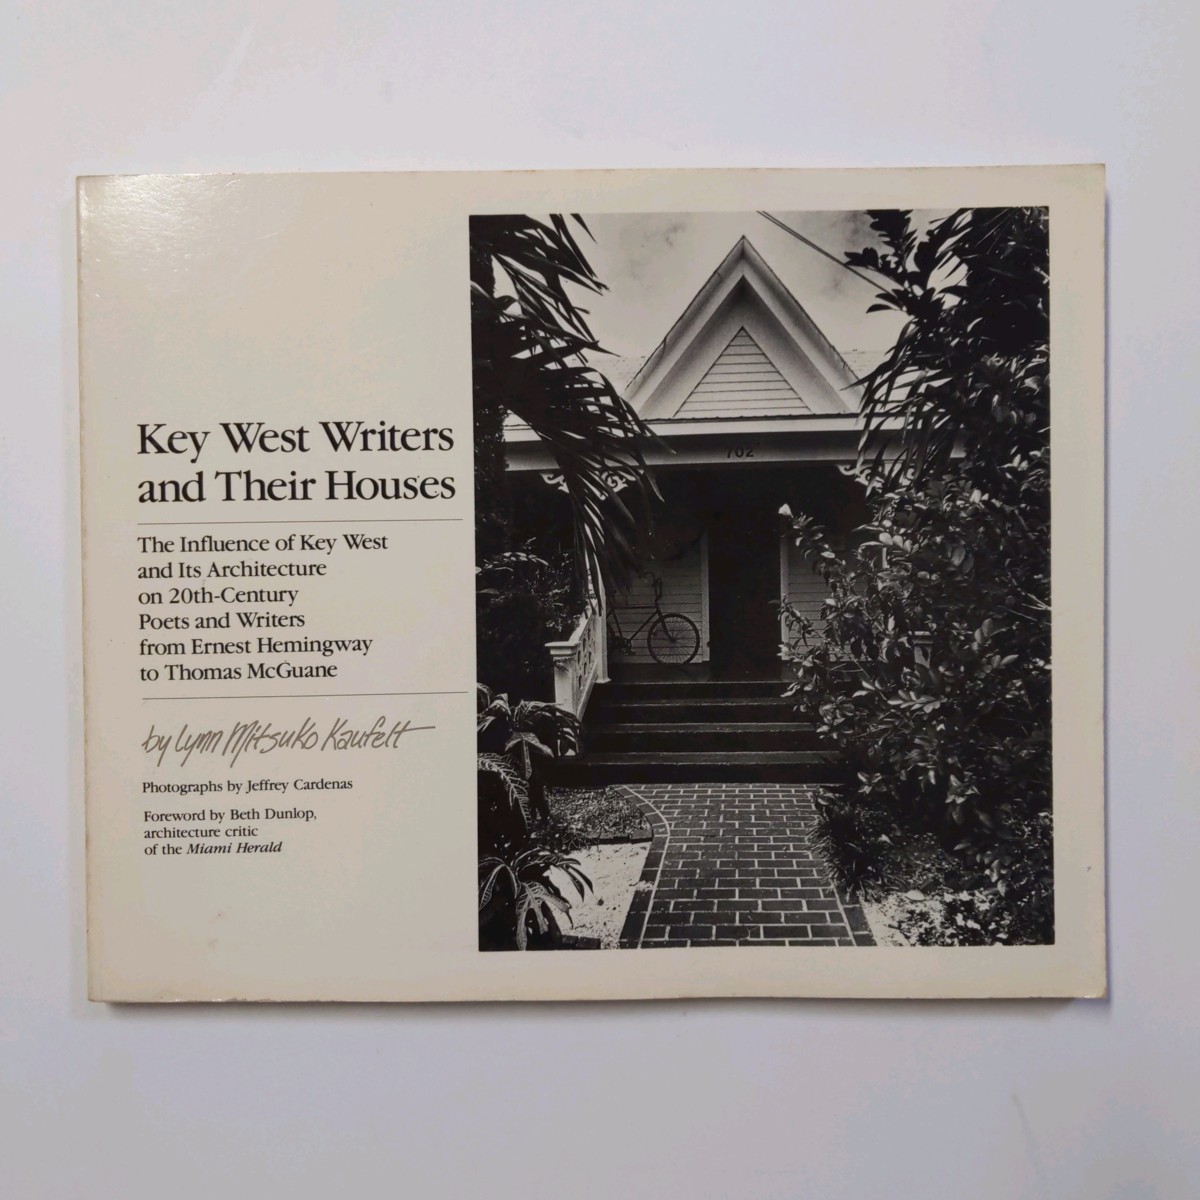 Key West Writers
and Their Houses
The Influence of Key West
and Its Architecture
on 20th-Century
Poets and Writers
from Ernest Hemingway
to Thomas McGuane
by Lynn Mitsuko Kaufelt
Photographs by Jeffrey Cardenas
Foreword by Beth Dunlop,
architecture critic
of the Miami Herald
702